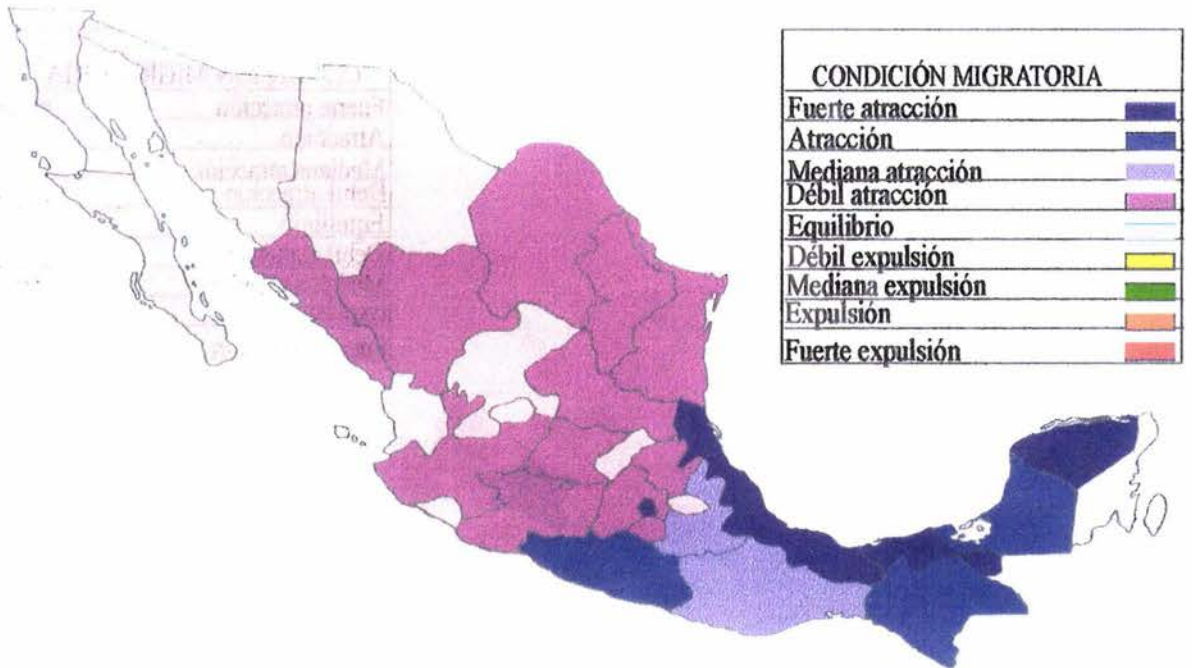 CONDICIÓN MIGRATORIA
Fuerte atracción
Atracción
Mediana atracción
Débil atracción
Equilibrio
Débil expulsión
Mediana expulsión
Expulsión
Fuerte expulsión